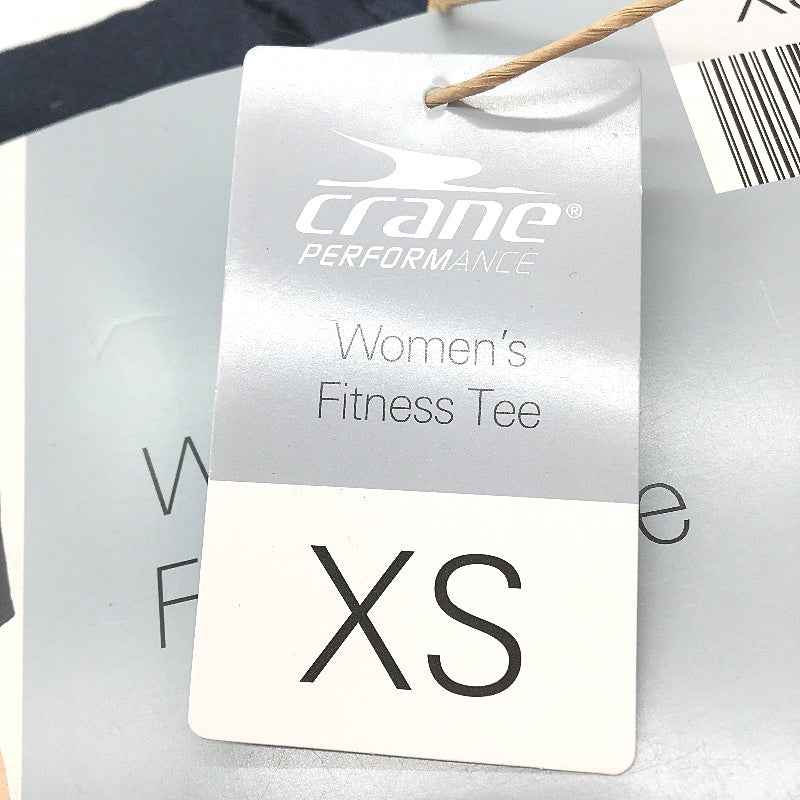 crane®
PERFORMANCE
Women's
Fitness Tee
XS